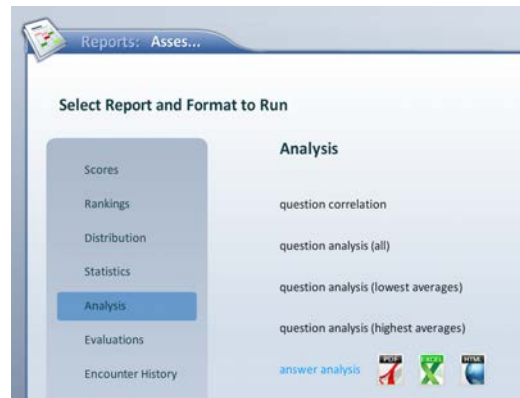 Reports: Asses...
Select Report and Format to Run
Scores
Rankings
Distribution
Statistics
Analysis
Evaluations
Encounter History
Analysis
question correlation
question analysis (all)
question analysis (lowest averages)
question analysis (highest averages)
answer analysis PDF EXCEL HTML